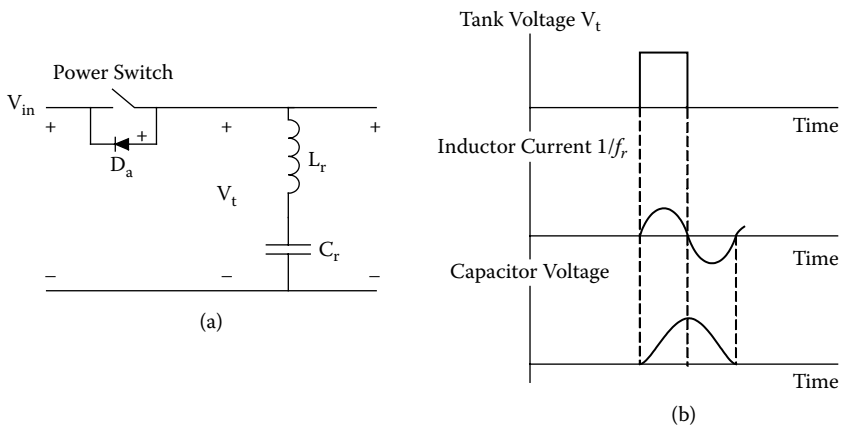 Power Switch
V_in
+ + +
+
D_a
L_r
V_t
C_r
– – –
(a)
Tank Voltage V_t
Time
Inductor Current 1/f_r
Time
Capacitor Voltage
Time
(b)